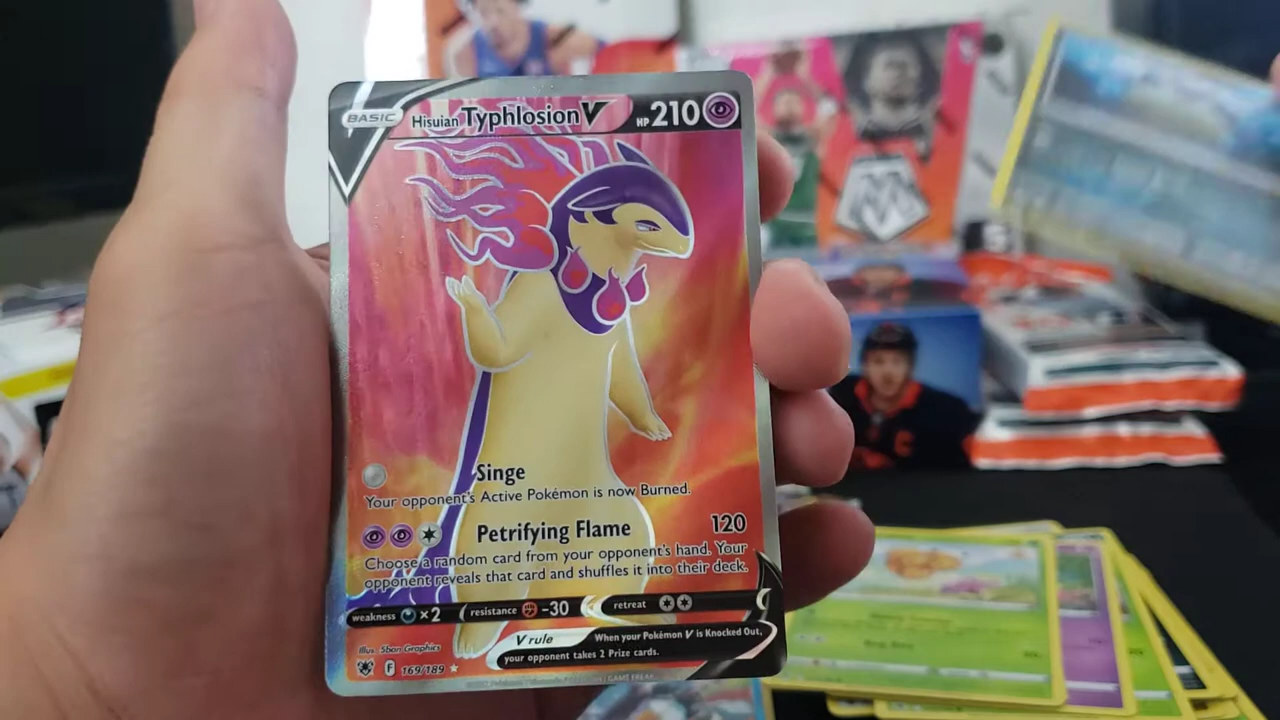 BASIC Hisuian Typhlosion V HP 210
Singe
Your opponent's Active Pokémon is now Burned.
Petrifying Flame 120
Choose a random card from your opponent's hand. Your
opponent reveals that card and shuffles it into their deck.
weakness ×2 resistance -30 retreat
V rule When your Pokémon V is Knocked Out,
your opponent takes 2 Prize cards.
Illus. 5ban Graphics
F 169/189